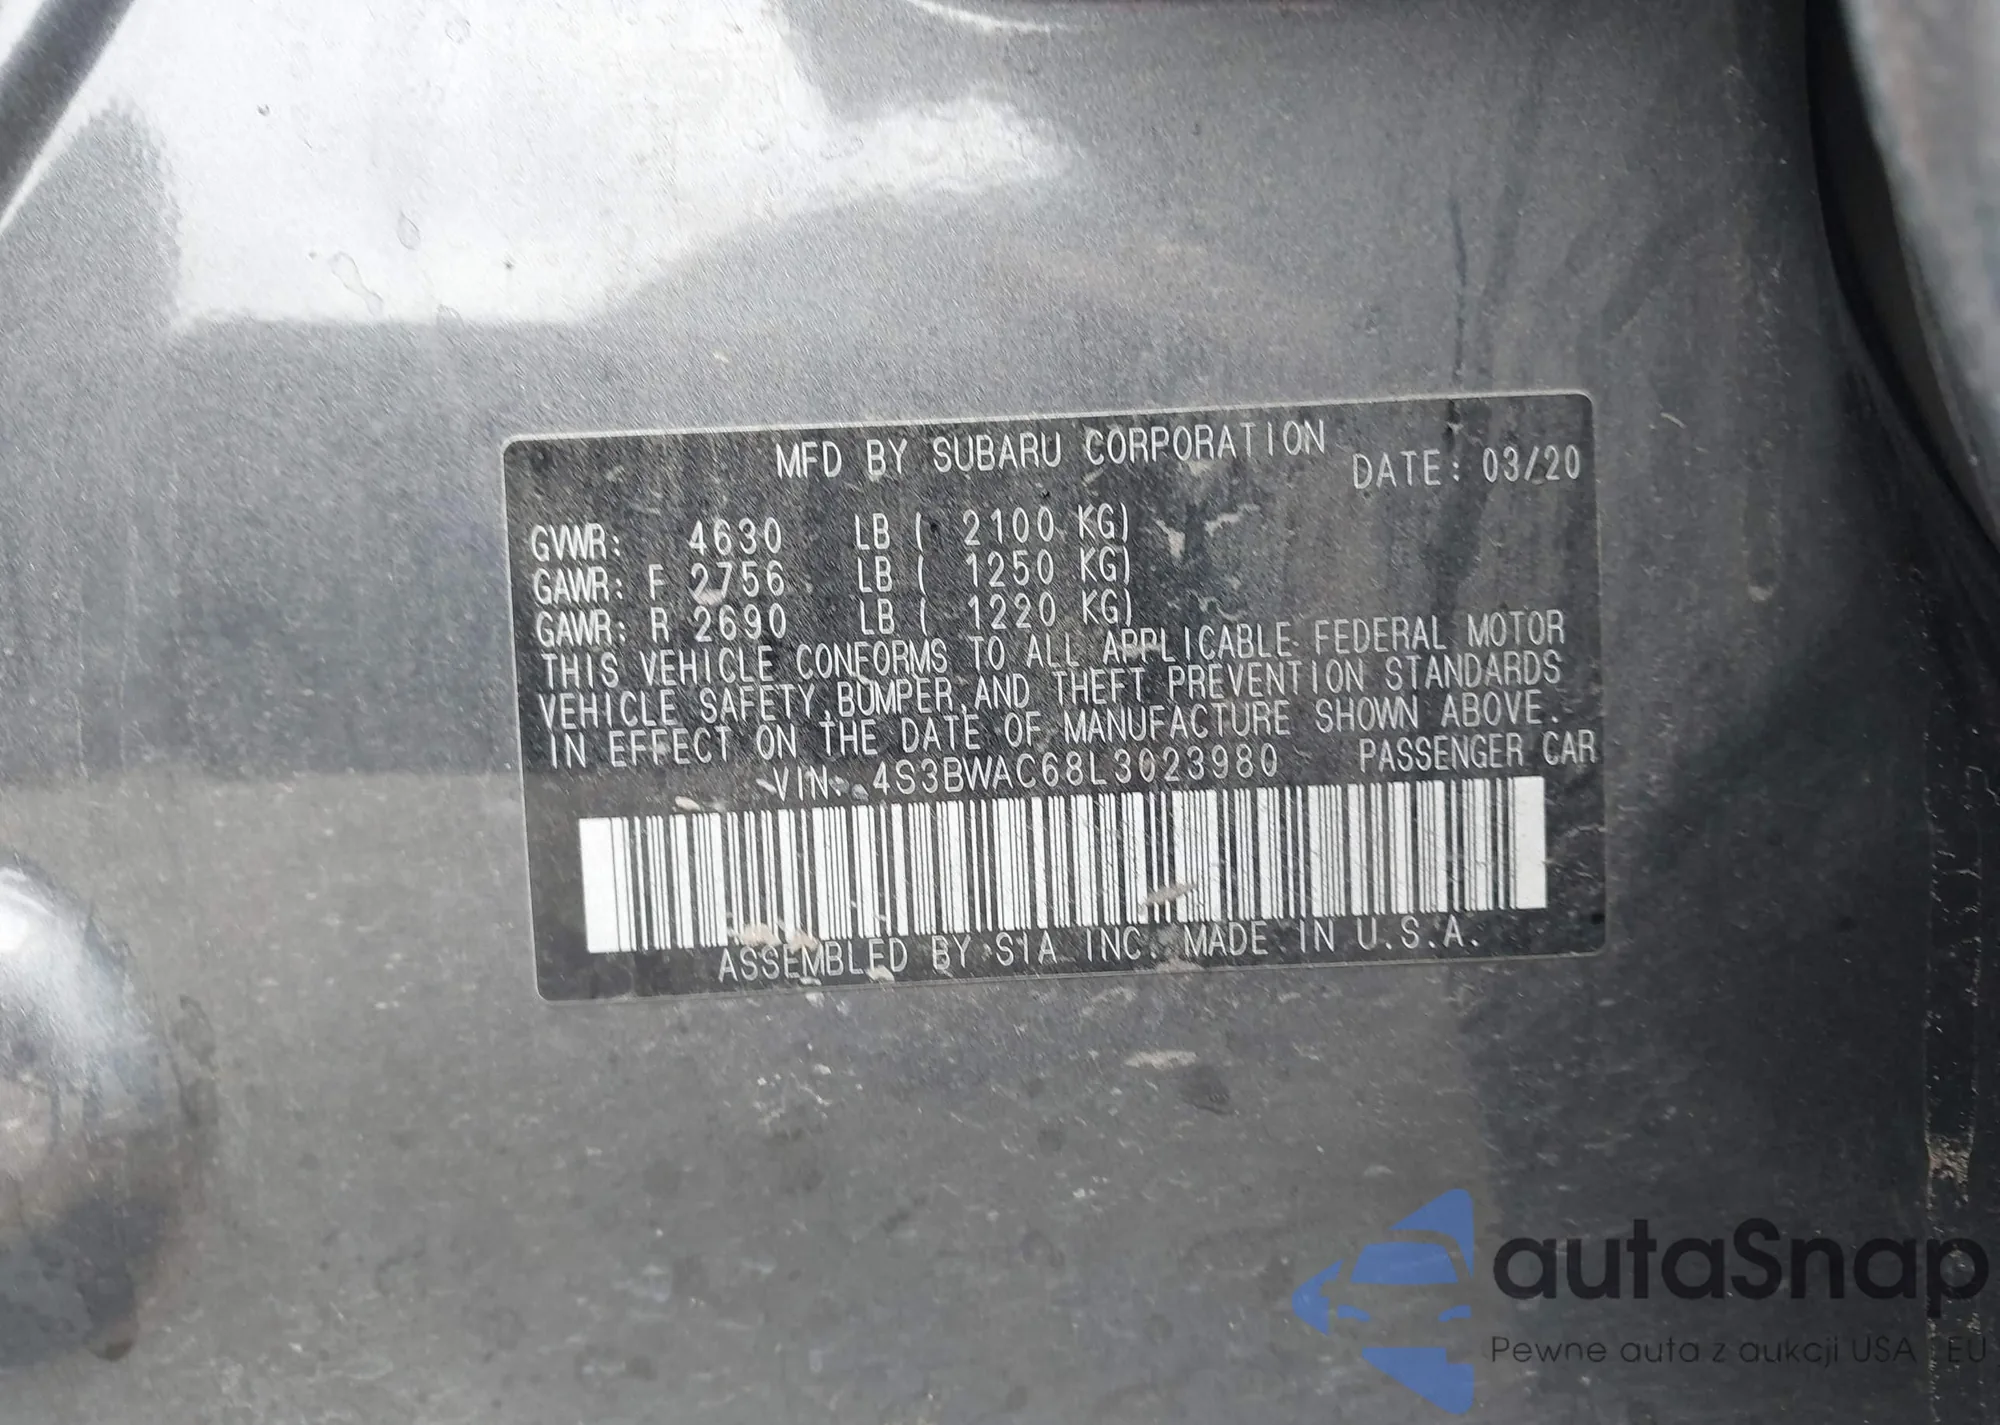 MFD BY SUBARU CORPORATION DATE: 03/20
GVWR: 4630 LB ( 2100 KG)
GAWR: F 2756 LB ( 1250 KG)
GAWR: R 2690 LB ( 1220 KG)
THIS VEHICLE CONFORMS TO ALL APPLICABLE FEDERAL MOTOR
VEHICLE SAFETY,BUMPER,AND THEFT PREVENTION STANDARDS
IN EFFECT ON THE DATE OF MANUFACTURE SHOWN ABOVE.
VIN: 4S3BWAC68L3023980 PASSENGER CAR
ASSEMBLED BY SIA INC. MADE IN U.S.A.
autaSnap
Pewne auta z aukcji USA | EU